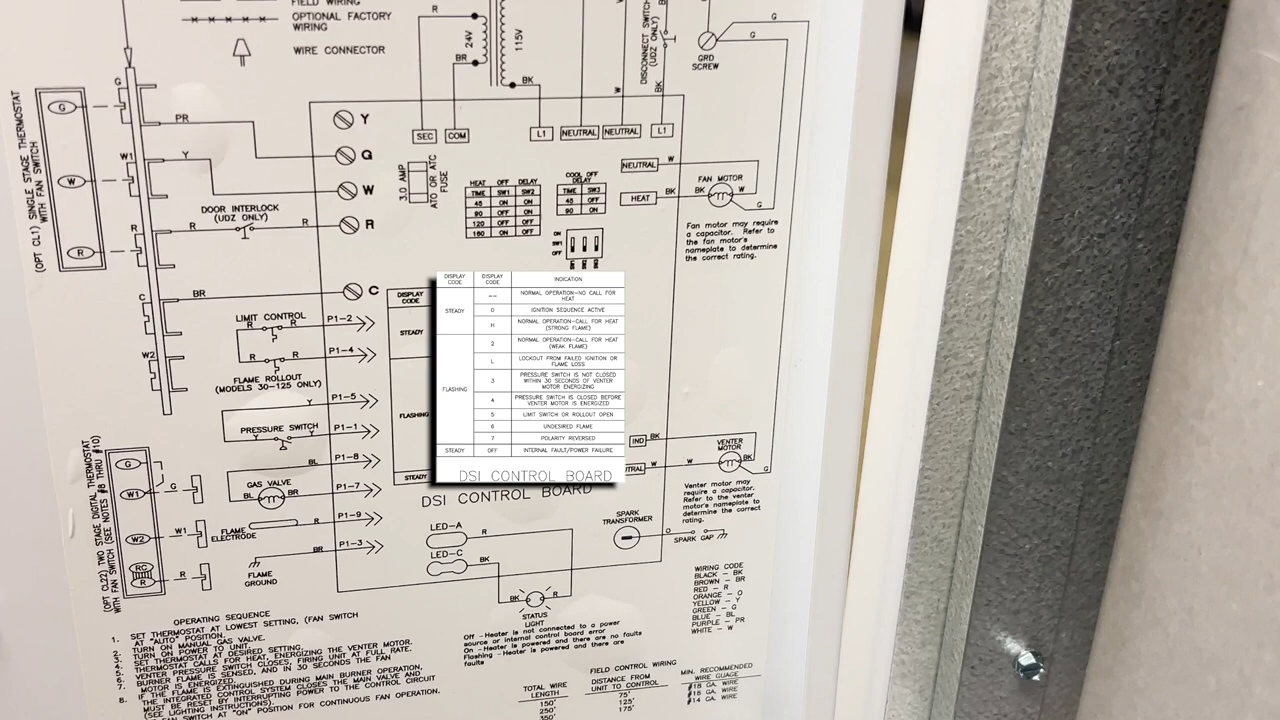 FIELD WIRING
OPTIONAL FACTORY
WIRING
WIRE CONNECTOR
R
24V
BR
115V
BK
SEC
COM
L1
NEUTRAL
NEUTRAL
L1
W
BK
DISCONNECT SWITCH
(UDZ ONLY)
GRD
SCREW
G
G
(OPT CL1) SINGLE STAGE THERMOSTAT
WITH FAN SWITCH
G
W
R
G
W1
R
C
W2
PR
Y
DOOR INTERLOCK
(UDZ ONLY)
R
R
BR
Y
G
W
R
C
3.0 AMP
ATO OR ATC
FUSE
HEAT OFF DELAY
TIME SW1 SW2
45 ON ON
90 OFF ON
120 OFF OFF
180 ON OFF
COOL OFF
DELAY
TIME SW3
45 OFF
90 ON
ON
SW1
OFF
NEUTRAL
W
HEAT
BK
FAN MOTOR
BK
W
G
Fan motor may require
a capacitor. Refer to
the fan motor's
nameplate to determine
the correct rating.
LIMIT CONTROL
R
R
P1-2
R
R
P1-4
FLAME ROLLOUT
(MODELS 30-125 ONLY)
Y
P1-5
PRESSURE SWITCH
Y
Y
P1-1
BL
P1-8
GAS VALVE
BL
BR
P1-7
FLAME
ELECTRODE
R
P1-9
BR
P1-3
FLAME
GROUND
DISPLAY
CODE
STEADY
FLASHING
STEADY
DISPLAY CODE DISPLAY CODE INDICATION
STEADY
-- NORMAL OPERATION-NO CALL FOR HEAT
0 IGNITION SEQUENCE ACTIVE
H NORMAL OPERATION-CALL FOR HEAT (STRONG FLAME)
FLASHING
2 NORMAL OPERATION-CALL FOR HEAT (WEAK FLAME)
L LOCKOUT FROM FAILED IGNITION OR FLAME LOSS
3 PRESSURE SWITCH IS NOT CLOSED WITHIN 30 SECONDS OF VENTER MOTOR ENERGIZING
4 PRESSURE SWITCH IS CLOSED BEFORE VENTER MOTOR IS ENERGIZED
5 LIMIT SWITCH OR ROLLOUT OPEN
6 UNDESIRED FLAME
7 POLARITY REVERSED
STEADY OFF INTERNAL FAULT/POWER FAILURE
DSI CONTROL BOARD
DSI CONTROL BOARD
IND
BK
W
W
VENTER
MOTOR
BK
G
Venter motor may
require a capacitor.
Refer to the venter
motor's nameplate to
determine the correct
rating.
(OPT CL22) TWO STAGE DIGITAL THERMOSTAT
WITH FAN SWITCH (SEE NOTES #8 THRU #10)
G
W1
W2
RC
R
G
W1
R
LED-A
R
LED-C
BK
BK
R
STATUS
LIGHT
SPARK
TRANSFORMER
SPARK GAP
WIRING CODE
BLACK - BK
BROWN - BR
RED - R
ORANGE - O
YELLOW - Y
GREEN - G
BLUE - BL
PURPLE - PR
WHITE - W
Off -Heater is not connected to a power
source or internal control board error
On -Heater is powered and there are no faults
Flashing -Heater is powered and there are
faults
OPERATING SEQUENCE
1. SET THERMOSTAT AT LOWEST SETTING, (FAN SWITCH
AT "AUTO" POSITION.
TURN ON MANUAL GAS VALVE.
TURN ON POWER TO UNIT.
SET THERMOSTAT AT DESIRED SETTING.
THERMOSTAT CALLS FOR HEAT, ENERGIZING THE VENTER MOTOR.
VENTER PRESSURE SWITCH CLOSES, FIRING UNIT AT FULL RATE.
7. BURNER FLAME IS SENSED, AND IN 30 SECONDS THE FAN
MOTOR IS ENERGIZED.
8. IF THE FLAME IS EXTINGUISHED DURING MAIN BURNER OPERATION,
THE INTEGRATED CONTROL SYSTEM CLOSES THE MAIN VALVE AND
MUST BE RESET BY INTERRUPTING POWER TO THE CONTROL CIRCUIT
(SEE LIGHTING INSTRUCTIONS).
FAN SWITCH AT "ON" POSITION FOR CONTINUOUS FAN OPERATION.
FIELD CONTROL WIRING
TOTAL WIRE LENGTH DISTANCE FROM UNIT TO CONTROL MIN. RECOMMENDED WIRE GUAGE
150' 75' #18 GA. WIRE
250' 125' #16 GA. WIRE
350' 175' #14 GA. WIRE